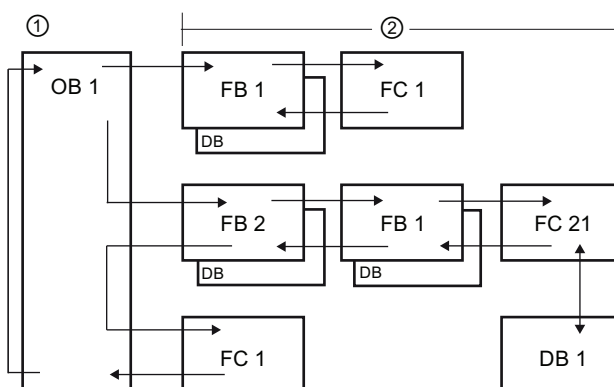 ① ②
OB 1 FB 1 FC 1
DB
FB 2 FB 1 FC 21
DB DB
FC 1 DB 1